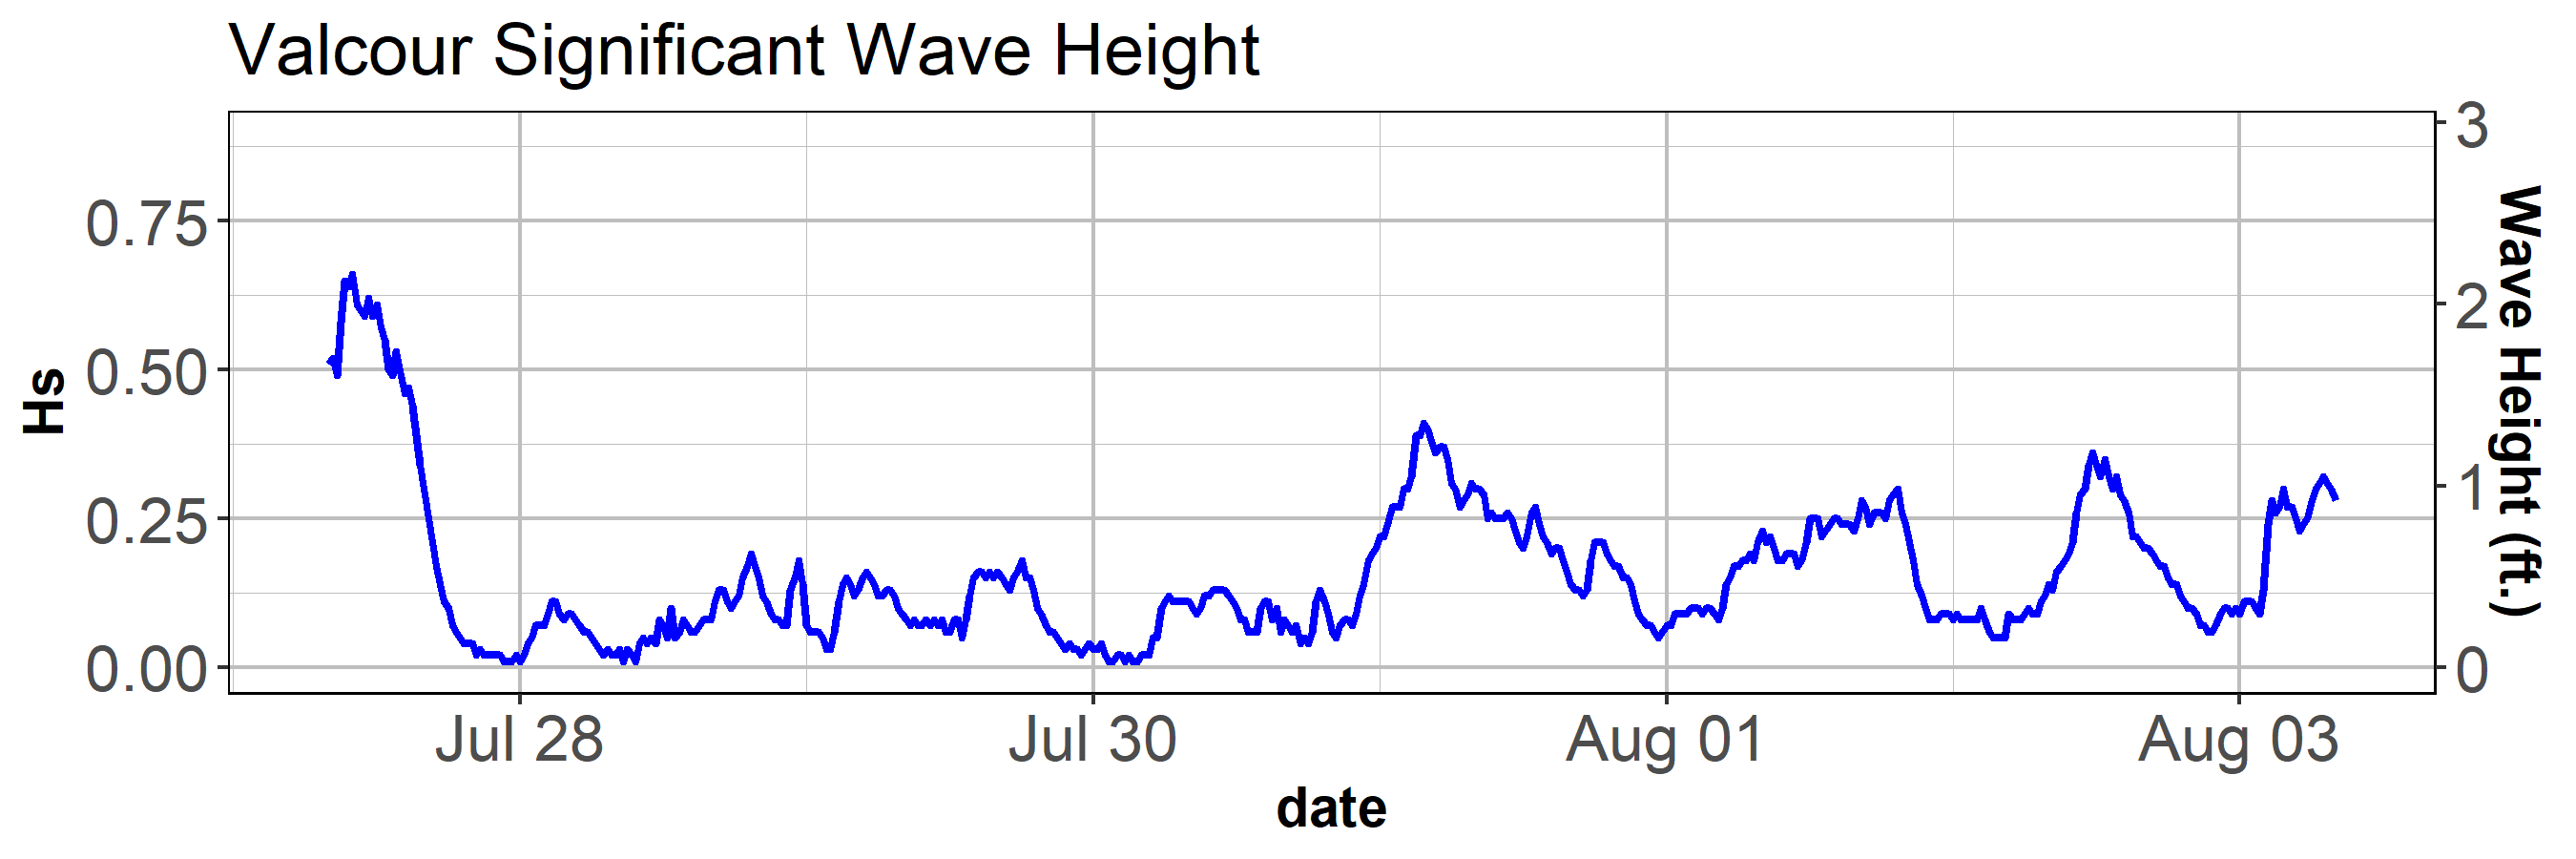 Valcour Significant Wave Height
Hs
0.75
0.50
0.25
0.00
3
2
1
0
Wave Height (ft.)
Jul 28
Jul 30
Aug 01
Aug 03
date